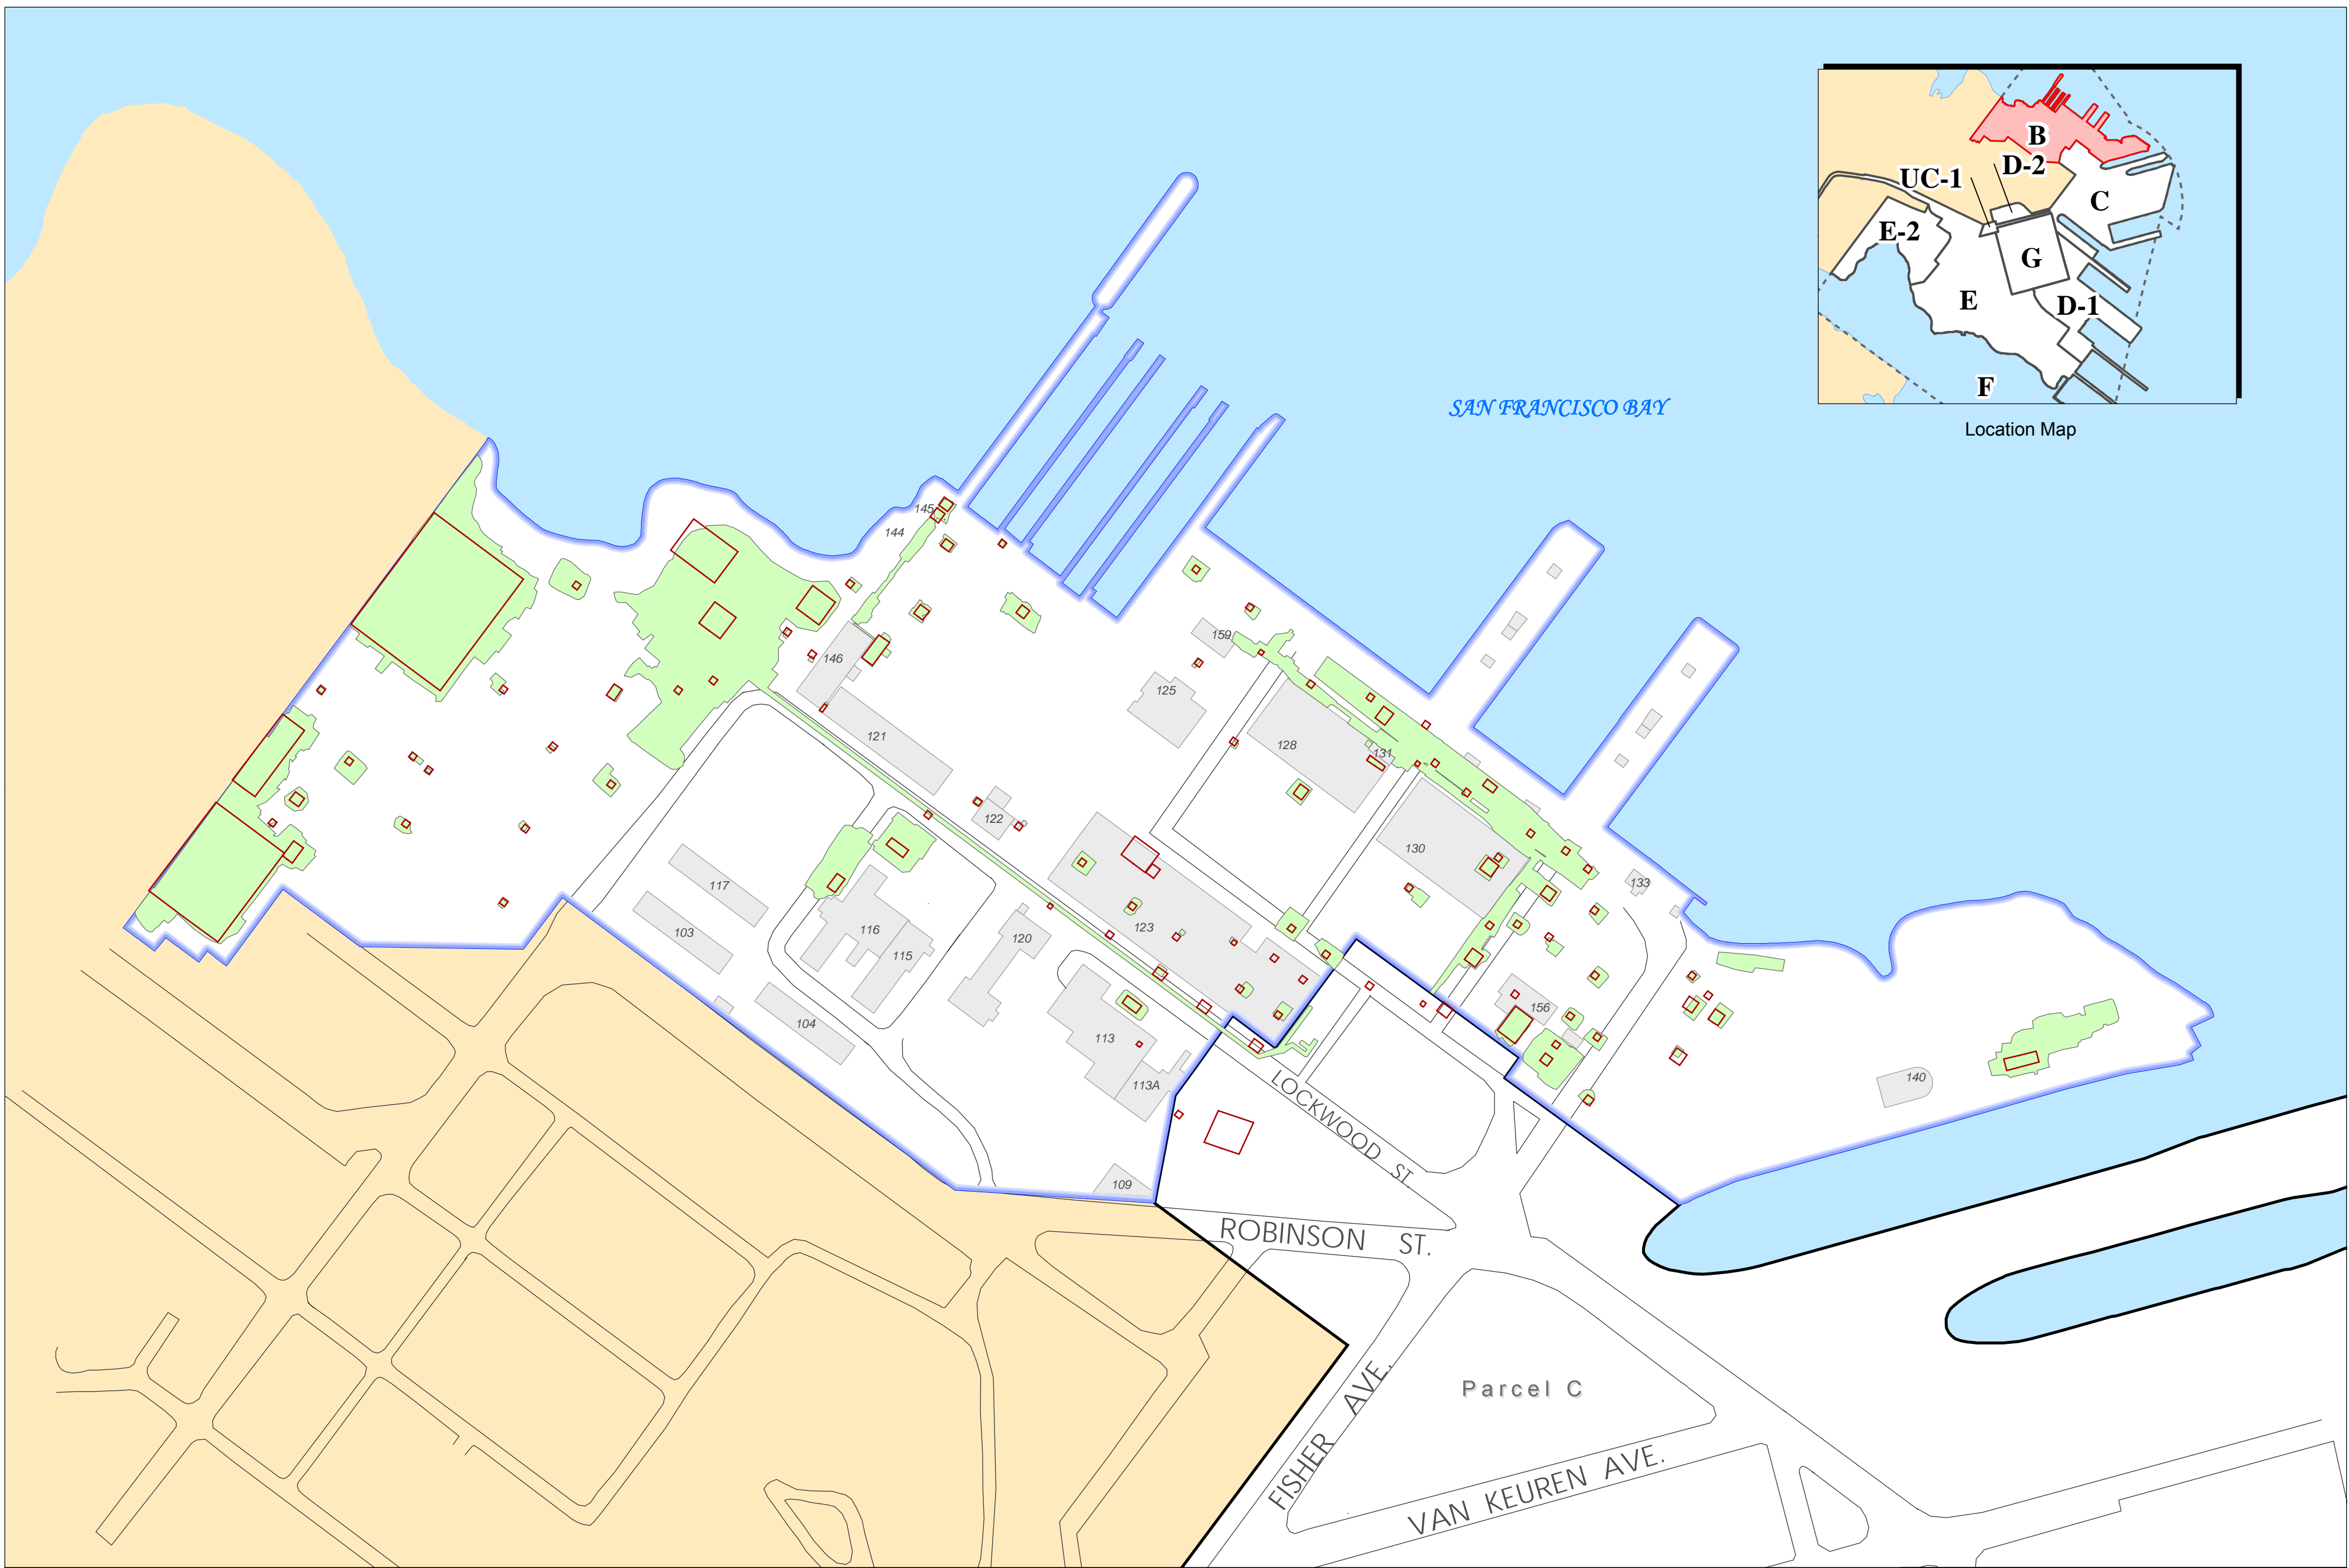 B
D-2
UC-1
C
E-2
G
E
D-1
F
Location Map
SAN FRANCISCO BAY
145
144
159
146
125
121
128
131
122
130
117
133
103
116
123
120
115
156
104
113
140
113A
109
LOCKWOOD ST.
ROBINSON ST.
FISHER AVE.
Parcel C
VAN KEUREN AVE.